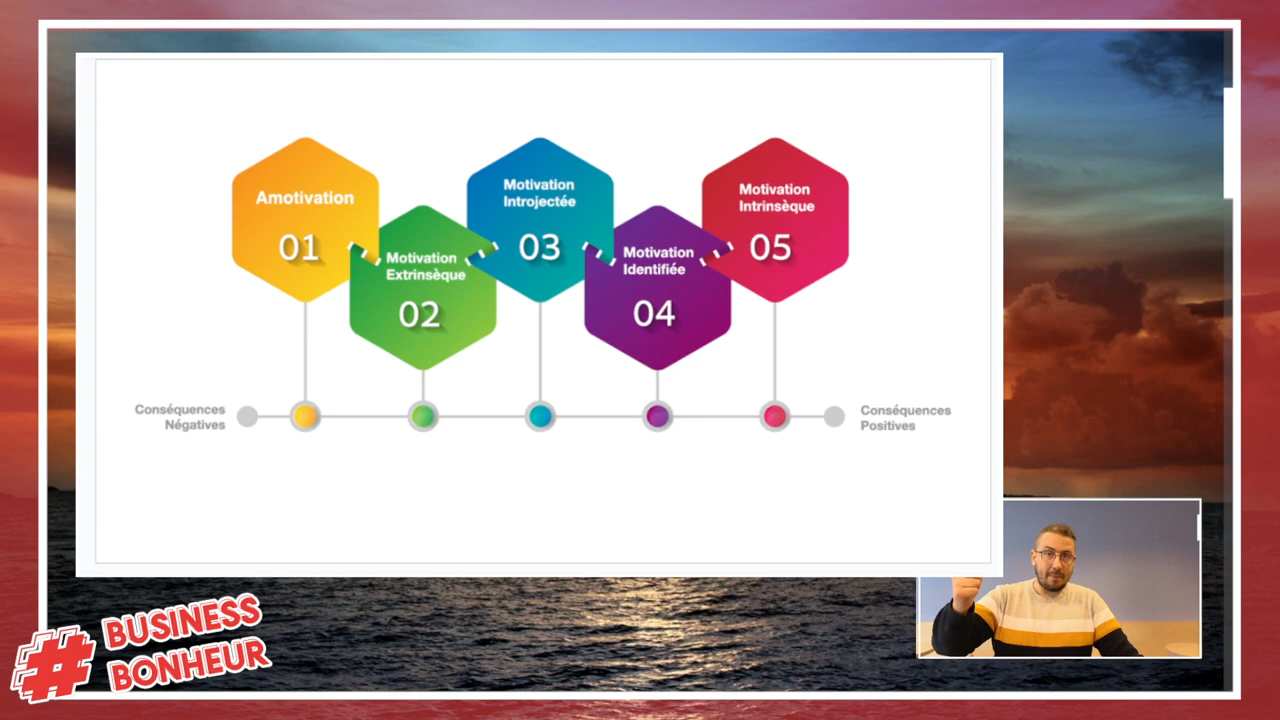 Amotivation
01
Motivation
Extrinsèque
02
Motivation
Introjectée
03
Motivation
Identifiée
04
Motivation
Intrinsèque
05
Conséquences
Négatives
Conséquences
Positives
# BUSINESS
BONHEUR